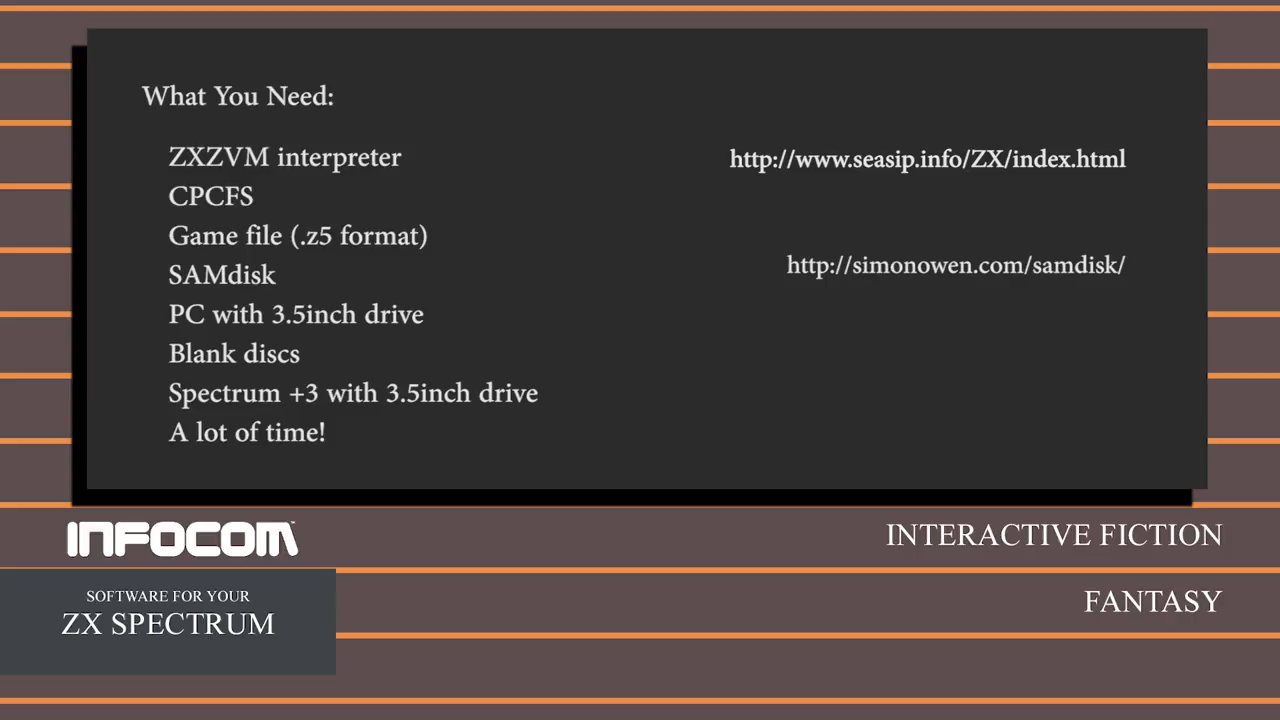 What You Need:
ZXZVM interpreter
http://www.seasip.info/ZX/index.html
CPCFS
Game file (.z5 format)
SAMdisk
http://simonowen.com/samdisk/
PC with 3.5inch drive
Blank discs
Spectrum +3 with 3.5inch drive
A lot of time!
INFOCOM™
INTERACTIVE FICTION
SOFTWARE FOR YOUR
ZX SPECTRUM
FANTASY